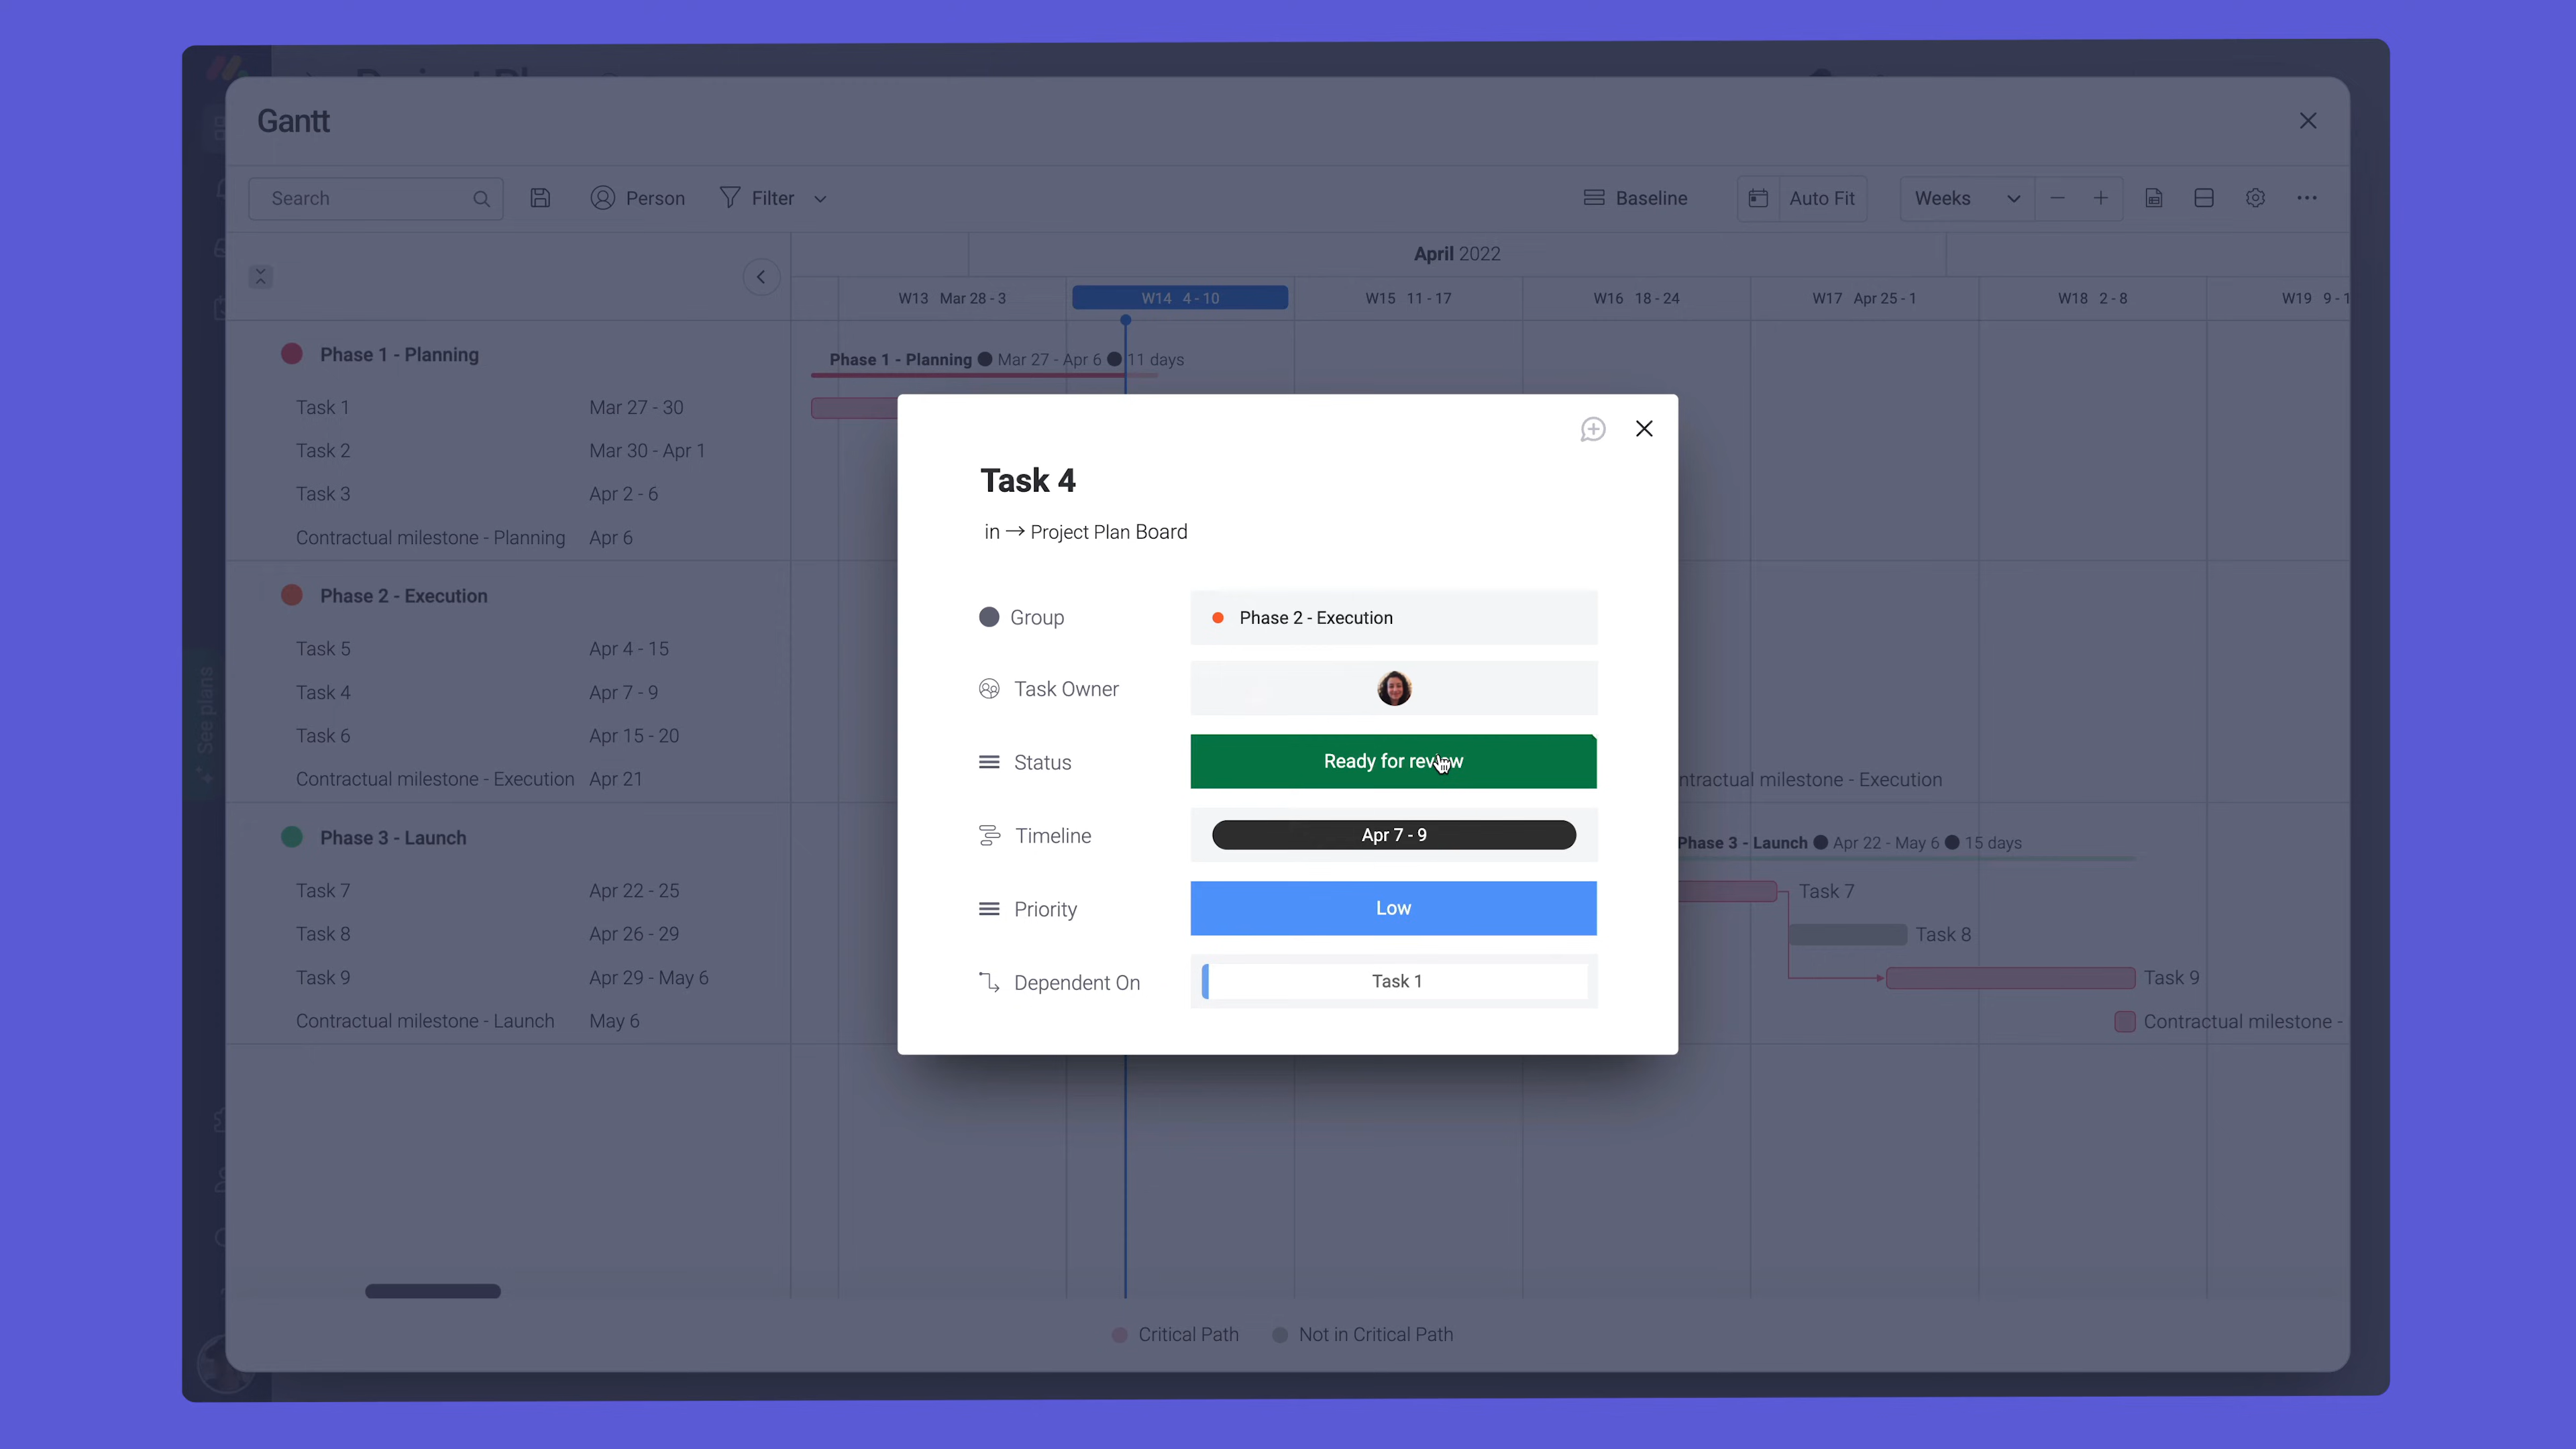 Gantt
Search
Person
Filter
Baseline
Auto Fit
Weeks
April 2022
W13 Mar 28 - 3
W14 4 - 10
W15 11 - 17
W16 18 - 24
W17 Apr 25 - 1
W18 2 - 8
W19 9 - 1
Phase 1 - Planning
Phase 1 - Planning ● Mar 27 - Apr 6 ● 11 days
Task 1 Mar 27 - 30
Task 2 Mar 30 - Apr 1
Task 3 Apr 2 - 6
Contractual milestone - Planning Apr 6
Phase 2 - Execution
Task 5 Apr 4 - 15
Task 4 Apr 7 - 9
Task 6 Apr 15 - 20
Contractual milestone - Execution Apr 21
ntractual milestone - Execution
Phase 3 - Launch
Phase 3 - Launch ● Apr 22 - May 6 ● 15 days
Task 7 Apr 22 - 25
Task 7
Task 8 Apr 26 - 29
Task 8
Task 9 Apr 29 - May 6
Task 9
Contractual milestone - Launch May 6
Contractual milestone -
See plans
Task 4
in → Project Plan Board
Group
Phase 2 - Execution
Task Owner
Status
Ready for review
Timeline
Apr 7 - 9
Priority
Low
Dependent On
Task 1
Critical Path
Not in Critical Path